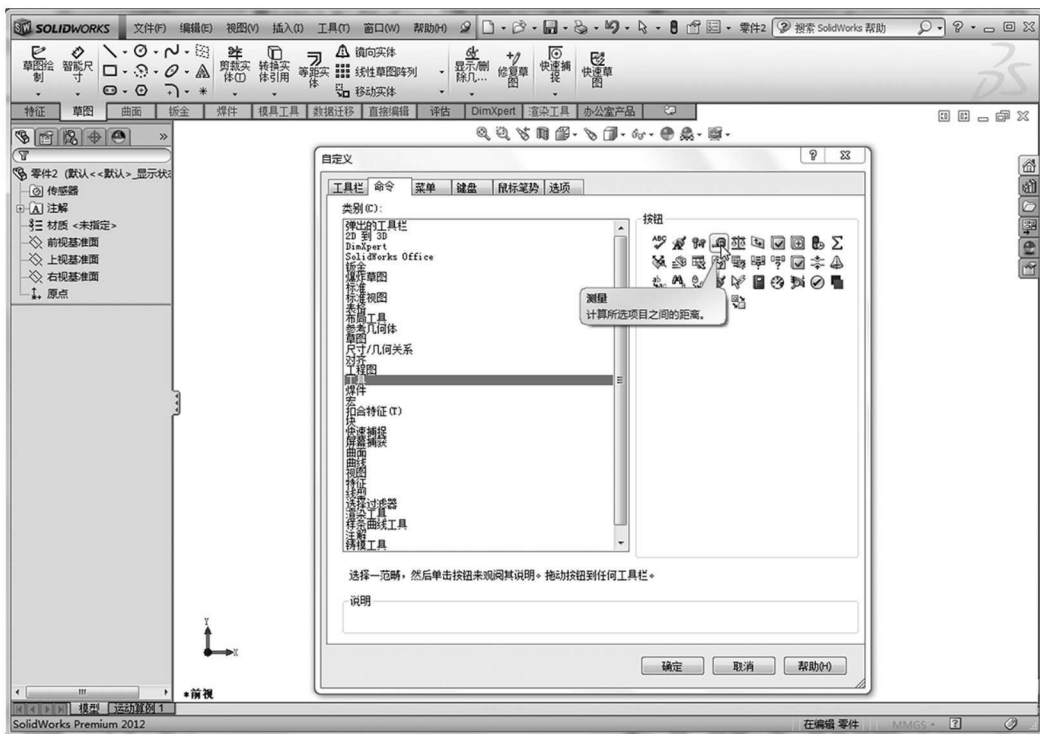 SOLIDWORKS 文件(F) 编辑(E) 视图(V) 插入(I) 工具(T) 窗口(W) 帮助(H) 零件2 搜索 SolidWorks 帮助
草图绘制 智能尺寸 剪裁实体(T) 转换实体引用 等距实体 镜向实体 线性草图阵列 移动实体 显示/删除几... 修复草图 快速捕捉 快速草图
特征 草图 曲面 钣金 焊件 模具工具 数据迁移 直接编辑 评估 DimXpert 渲染工具 办公室产品
零件2 (默认<<默认>_显示状态
传感器
注解
材质 <未指定>
前视基准面
上视基准面
右视基准面
原点
自定义
工具栏 命令 菜单 键盘 鼠标笔势 选项
类别(C):
弹出的工具栏
2D 到 3D
DimXpert
SolidWorks Office
钣金
爆炸草图
标准
标准视图
表格
布局工具
参考几何体
草图
尺寸/几何关系
对齐
工程图
工具
焊件
宏
扣合特征(T)
块
快速捕捉
屏幕捕获
曲面
曲线
视图
特征
线型
选择过滤器
渲染工具
样条曲线工具
注解
铸模工具
按钮
测量
计算所选项目之间的距离。
选择一范畴，然后单击按钮来观阅其说明。拖动按钮到任何工具栏。
说明
确定 取消 帮助(H)
Y
X
*前视
模型 运动算例 1
SolidWorks Premium 2012 在编辑 零件 MMGS